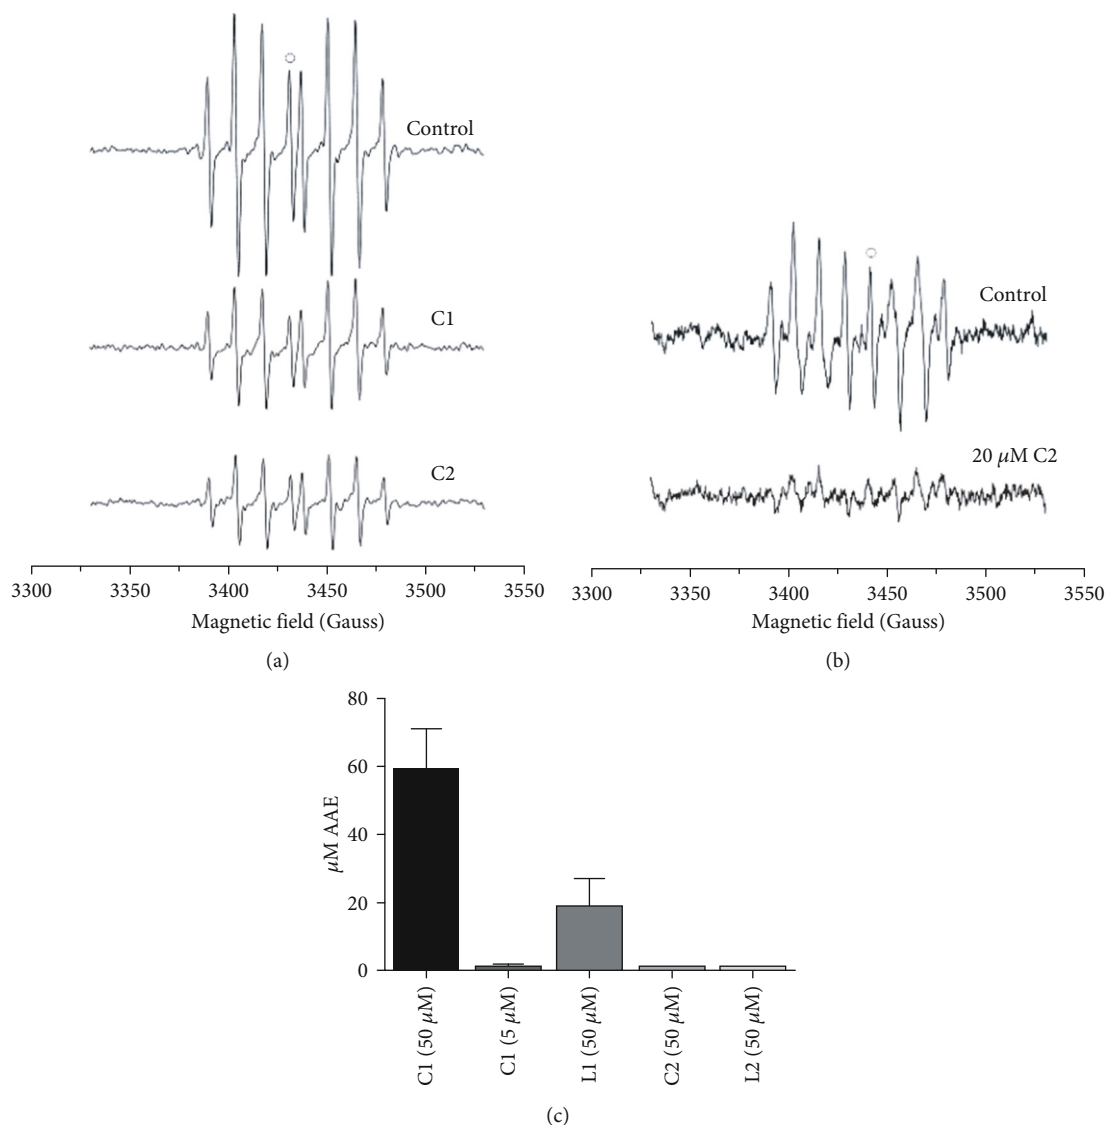 Control
C1
C2
3300 3350 3400 3450 3500 3550
Magnetic field (Gauss)
(a)
Control
20 μM C2
3300 3350 3400 3450 3500 3550
Magnetic field (Gauss)
(b)
80
60
40
20
0
μM AAE
C1 (50 μM)
C1 (5 μM)
L1 (50 μM)
C2 (50 μM)
L2 (50 μM)
(c)